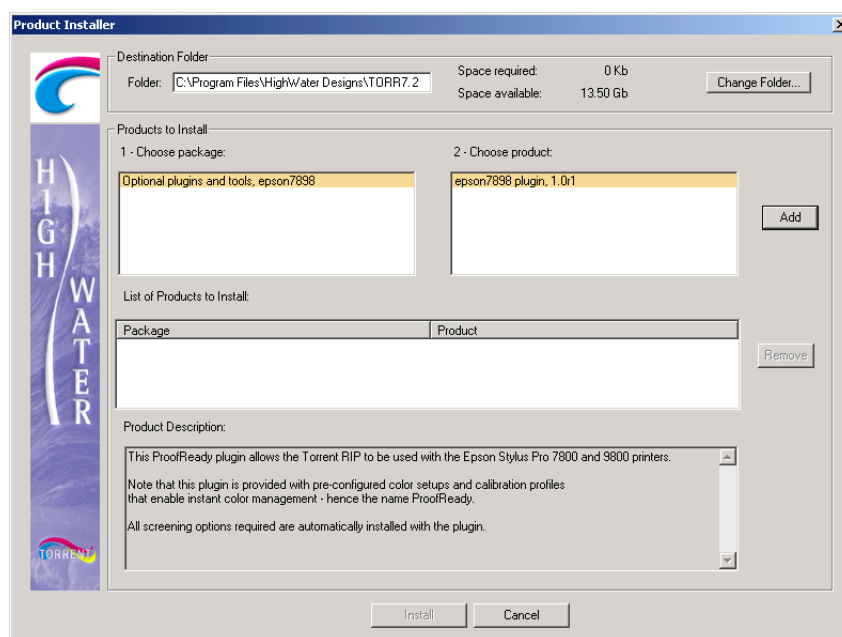 Product Installer
Destination Folder
Folder: C:\Program Files\HighWater Designs\TORR7.2
Space required: 0 Kb
Space available: 13.50 Gb
Change Folder...
Products to Install
1 - Choose package:
2 - Choose product:
Optional plugins and tools, epson7898
epson7898 plugin, 1.0r1
Add
List of Products to Install:
Package
Product
Remove
Product Description:
This ProofReady plugin allows the Torrent RIP to be used with the Epson Stylus Pro 7800 and 9800 printers.
Note that this plugin is provided with pre-configured color setups and calibration profiles
that enable instant color management - hence the name ProofReady.
All screening options required are automatically installed with the plugin.
Install
Cancel
HIGH
WATER
TORRENT